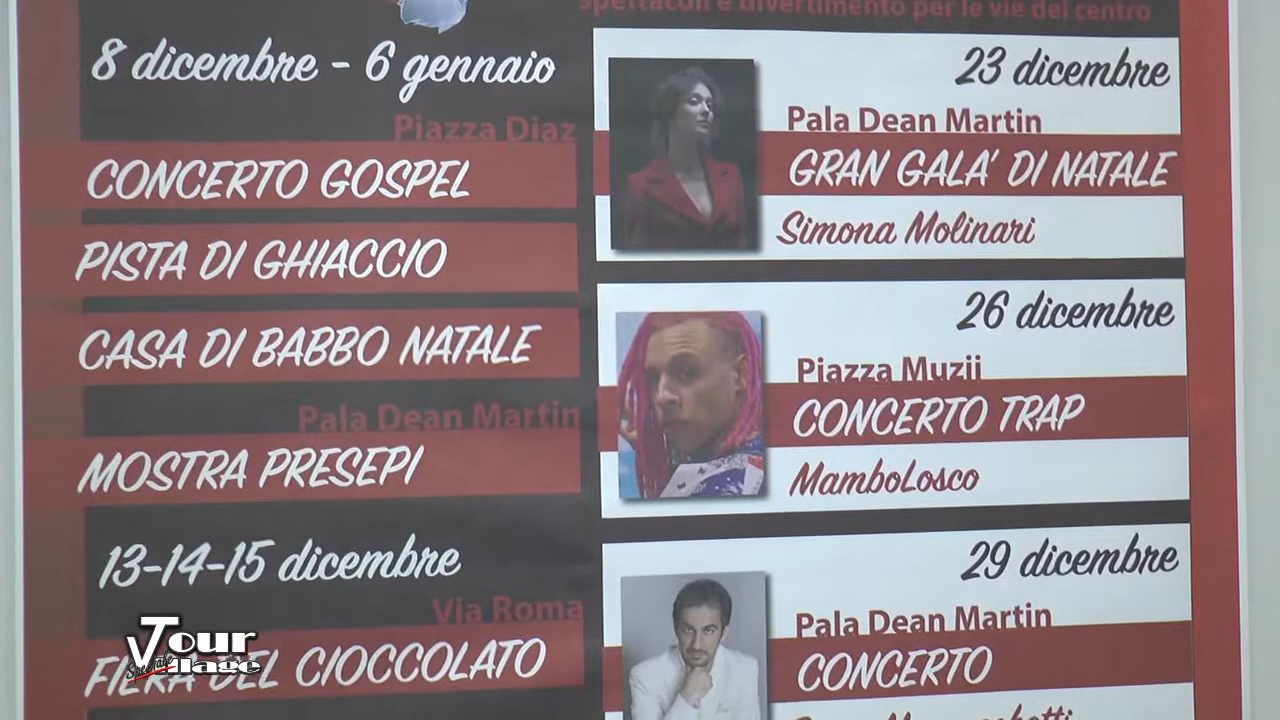 spettacoli e divertimento per le vie del centro
8 dicembre - 6 gennaio
Piazza Diaz
CONCERTO GOSPEL
PISTA DI GHIACCIO
CASA DI BABBO NATALE
Pala Dean Martin
MOSTRA PRESEPI
13-14-15 dicembre
Via Roma
FIERA DEL CIOCCOLATO
23 dicembre
Pala Dean Martin
GRAN GALA' DI NATALE
Simona Molinari
26 dicembre
Piazza Muzii
CONCERTO TRAP
MamboLosco
29 dicembre
Pala Dean Martin
CONCERTO
Tour
Village
Speciale